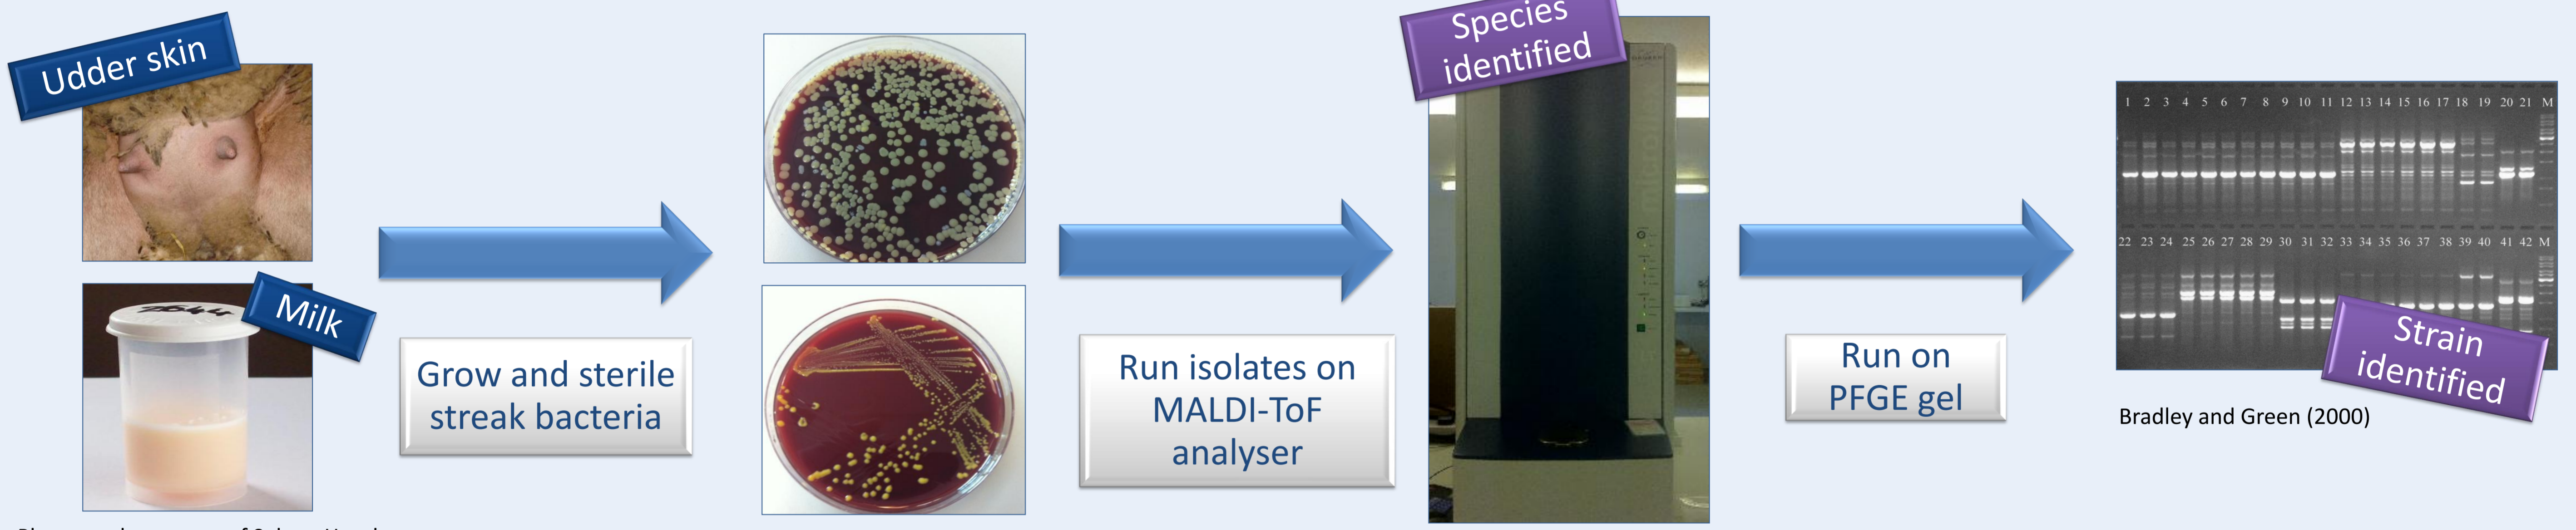 Udder skin
Milk
Grow and sterile
streak bacteria
Run isolates on
MALDI-ToF
analyser
Species
identified
Run on
PFGE gel
1 2 3 4 5 6 7 8 9 10 11 12 13 14 15 16 17 18 19 20 21 M
22 23 24 25 26 27 28 29 30 31 32 33 34 35 36 37 38 39 40 41 42 M
Strain
identified
Bradley and Green (2000)